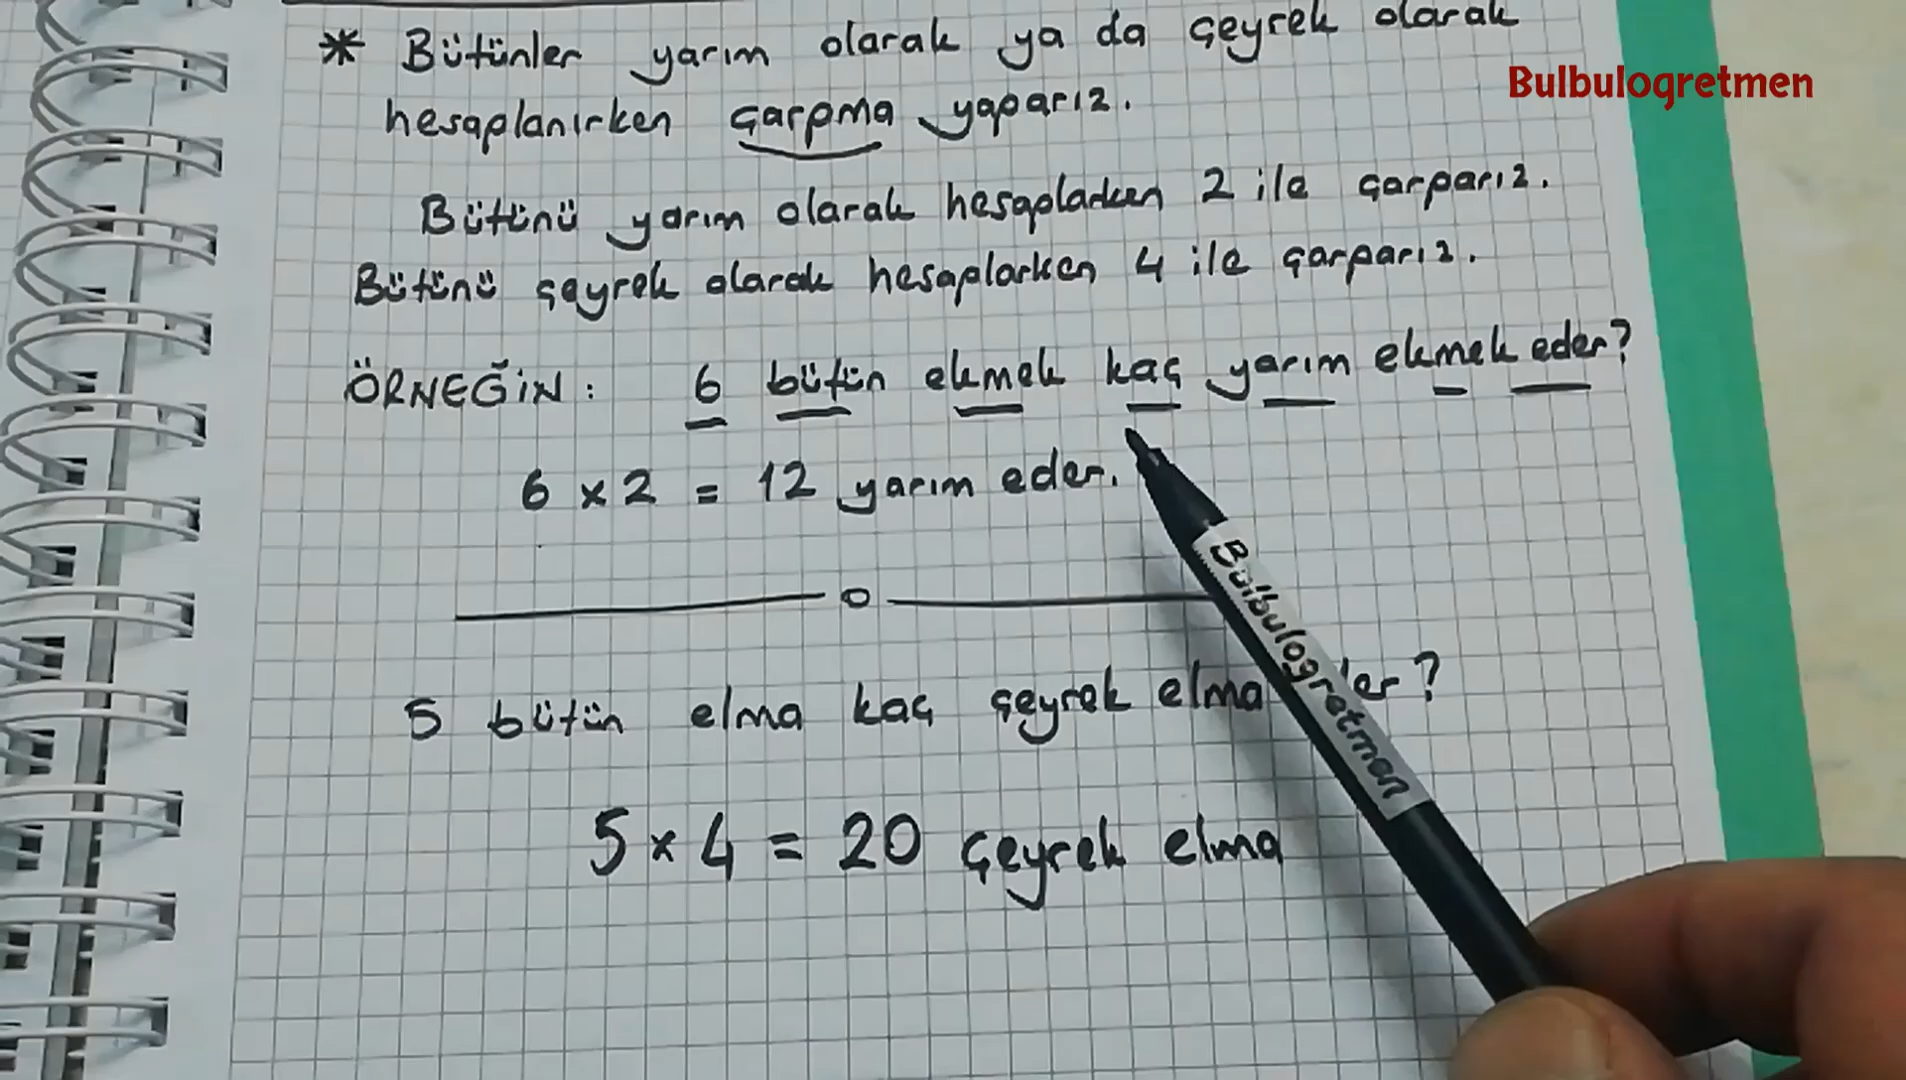 * Bütünler yarım olarak ya da çeyrek olarak
Bulbulogretmen
hesaplanırken çarpma yaparız.
Bütünü yarım olarak hesaplarken 2 ile çarparız.
Bütünü çeyrek olarak hesaplarken 4 ile çarparız.
ÖRNEĞİN: 6 bütün ekmek kaç yarım ekmek eder?
6 x 2 = 12 yarım eder.
5 bütün elma kaç çeyrek elma der?
Bulbulogretmen
5 x 4 = 20 çeyrek elma